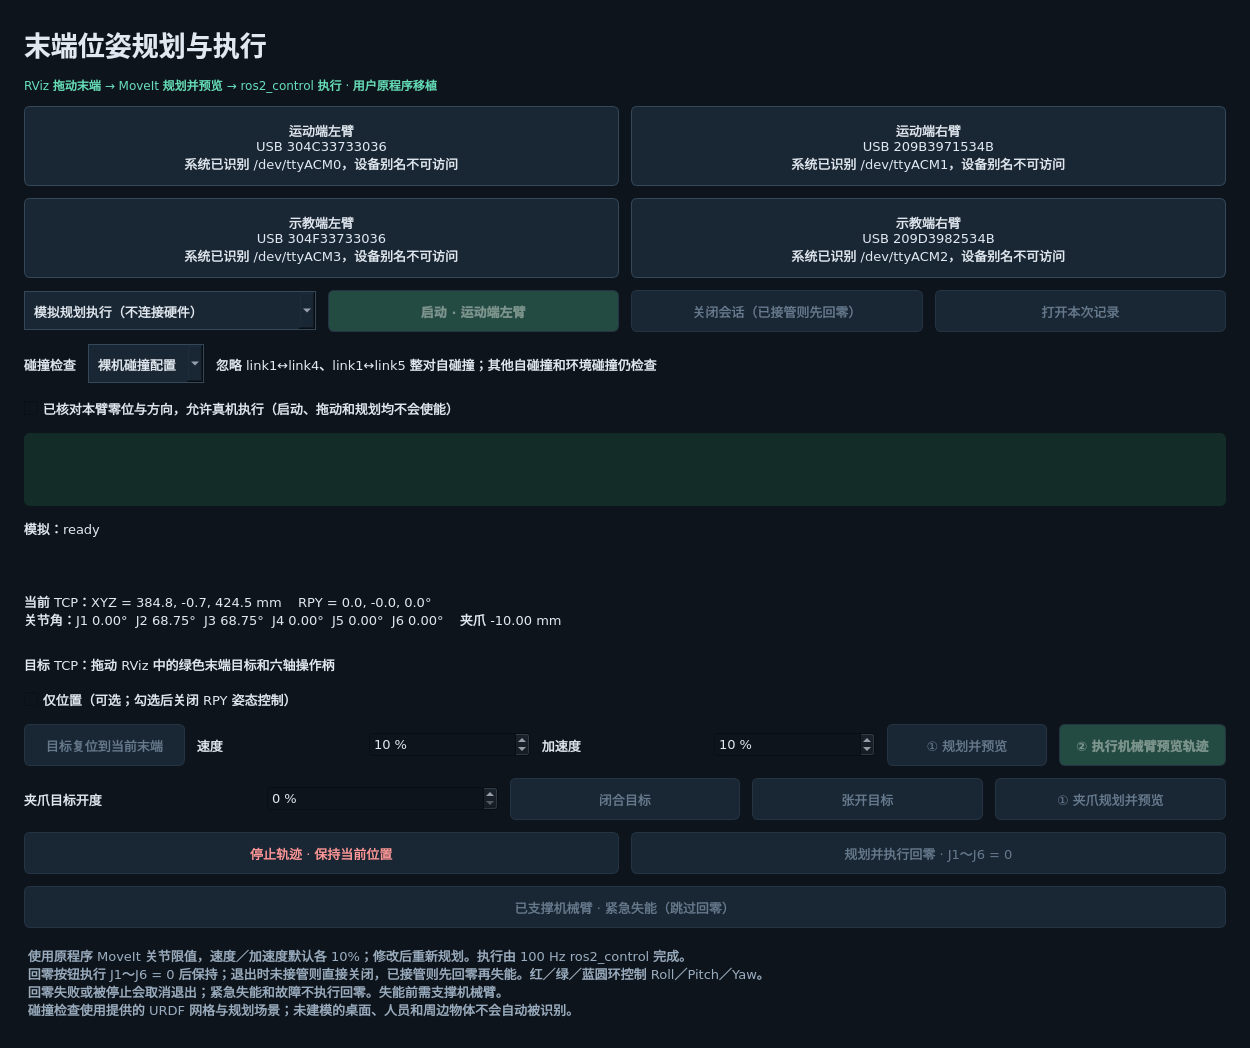 末端位姿规划与执行
RViz 拖动末端 → MoveIt 规划并预览 → ros2_control 执行 · 用户原程序移植
运动端左臂
USB 304C33733036
系统已识别 /dev/ttyACM0，设备别名不可访问
运动端右臂
USB 209B3971534B
系统已识别 /dev/ttyACM1，设备别名不可访问
示教端左臂
USB 304F33733036
系统已识别 /dev/ttyACM3，设备别名不可访问
示教端右臂
USB 209D3982534B
系统已识别 /dev/ttyACM2，设备别名不可访问
模拟规划执行（不连接硬件）
启动 · 运动端左臂
关闭会话（已接管则先回零）
打开本次记录
碰撞检查 裸机碰撞配置 忽略 link1↔link4、link1↔link5 整对自碰撞；其他自碰撞和环境碰撞仍检查
已核对本臂零位与方向，允许真机执行（启动、拖动和规划均不会使能）
模拟：ready
当前 TCP：XYZ = 384.8, -0.7, 424.5 mm RPY = 0.0, -0.0, 0.0°
关节角：J1 0.00° J2 68.75° J3 68.75° J4 0.00° J5 0.00° J6 0.00° 夹爪 -10.00 mm
目标 TCP：拖动 RViz 中的绿色末端目标和六轴操作柄
仅位置（可选；勾选后关闭 RPY 姿态控制）
目标复位到当前末端 速度 10 % 加速度 10 % ① 规划并预览 ② 执行机械臂预览轨迹
夹爪目标开度 0 % 闭合目标 张开目标 ① 夹爪规划并预览
停止轨迹 · 保持当前位置 规划并执行回零 · J1～J6 = 0
已支撑机械臂 · 紧急失能（跳过回零）
使用原程序 MoveIt 关节限值，速度／加速度默认各 10%；修改后重新规划。执行由 100 Hz ros2_control 完成。
回零按钮执行 J1～J6 = 0 后保持；退出时未接管则直接关闭，已接管则先回零再失能。红／绿／蓝圆环控制 Roll／Pitch／Yaw。
回零失败或被停止会取消退出；紧急失能和故障不执行回零。失能前需支撑机械臂。
碰撞检查使用提供的 URDF 网格与规划场景；未建模的桌面、人员和周边物体不会自动被识别。